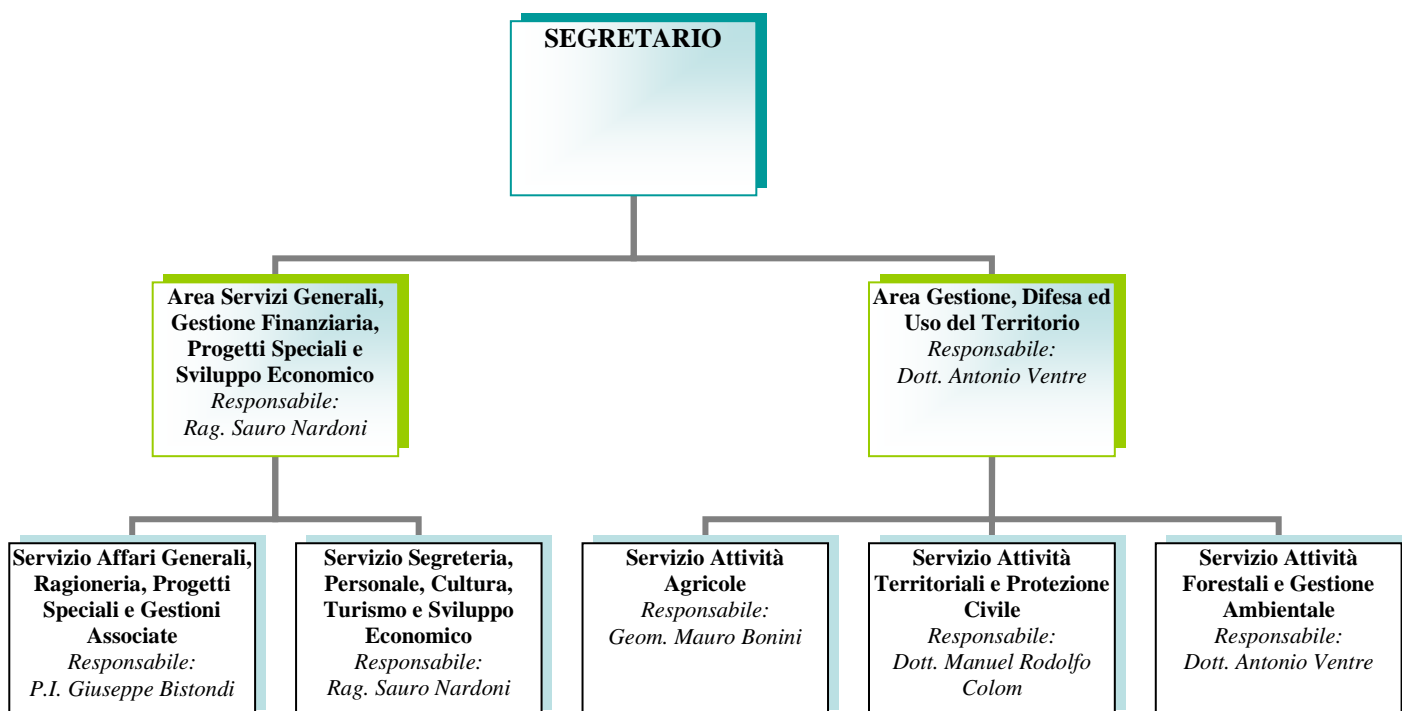 SEGRETARIO
Area Servizi Generali,
Gestione Finanziaria,
Progetti Speciali e
Sviluppo Economico
Responsabile:
Rag. Sauro Nardoni
Area Gestione, Difesa ed
Uso del Territorio
Responsabile:
Dott. Antonio Ventre
Servizio Affari Generali,
Ragioneria, Progetti
Speciali e Gestioni
Associate
Responsabile:
P.I. Giuseppe Bistondi
Servizio Segreteria,
Personale, Cultura,
Turismo e Sviluppo
Economico
Responsabile:
Rag. Sauro Nardoni
Servizio Attività
Agricole
Responsabile:
Geom. Mauro Bonini
Servizio Attività
Territoriali e Protezione
Civile
Responsabile:
Dott. Manuel Rodolfo
Colom
Servizio Attività
Forestali e Gestione
Ambientale
Responsabile:
Dott. Antonio Ventre